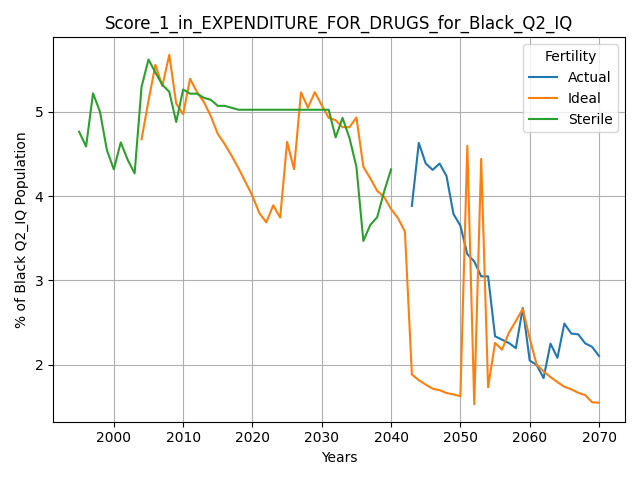 Score_1_in_EXPENDITURE_FOR_DRUGS_for_Black_Q2_IQ
Fertility
Actual
Ideal
Sterile
% of Black Q2_IQ Population
5
4
3
2
2000 2010 2020 2030 2040 2050 2060 2070
Years